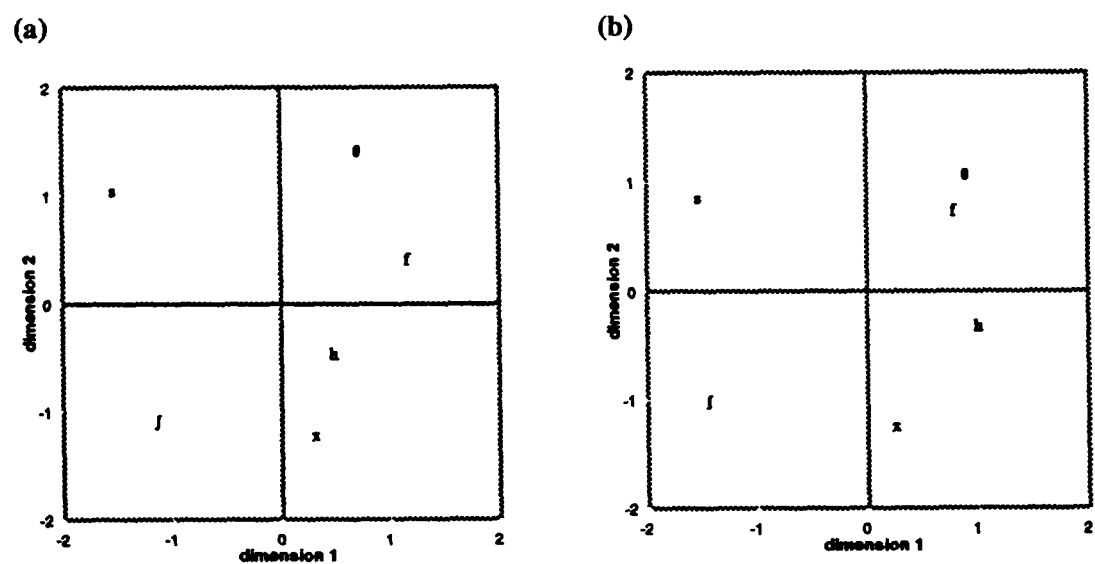 (a)
2
1
0
-1
-2
-2 -1 0 1 2
dimension 1
dimension 2
s
θ
f
h
ʃ
x
(b)
2
1
0
-1
-2
-2 -1 0 1 2
dimension 1
dimension 2
s
θ
f
h
ʃ
x